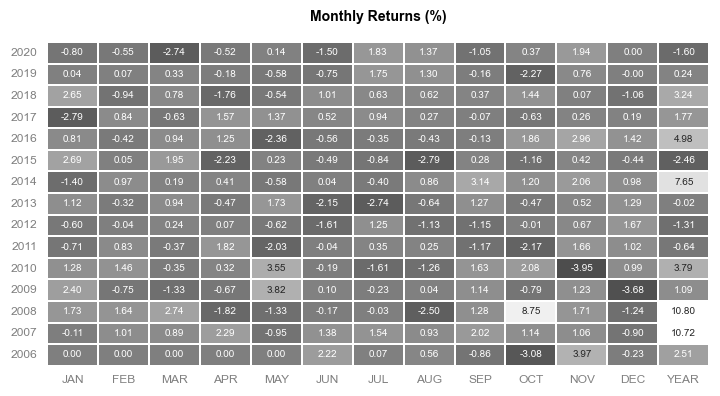 Monthly Returns (%)
2020 -0.80 -0.55 -2.74 -0.52 0.14 -1.50 1.83 1.37 -1.05 0.37 1.94 0.00 -1.60
2019 0.04 0.07 0.33 -0.18 -0.58 -0.75 1.75 1.30 -0.16 -2.27 0.76 -0.00 0.24
2018 2.65 -0.94 0.78 -1.76 -0.54 1.01 0.63 0.62 0.37 1.44 0.07 -1.06 3.24
2017 -2.79 0.84 -0.63 1.57 1.37 0.52 0.94 0.27 -0.07 -0.63 0.26 0.19 1.77
2016 0.81 -0.42 0.94 1.25 -2.36 -0.56 -0.35 -0.43 -0.13 1.86 2.96 1.42 4.98
2015 2.69 0.05 1.95 -2.23 0.23 -0.49 -0.84 -2.79 0.28 -1.16 0.42 -0.44 -2.46
2014 -1.40 0.97 0.19 0.41 -0.58 0.04 -0.40 0.86 3.14 1.20 2.06 0.98 7.65
2013 1.12 -0.32 0.94 -0.47 1.73 -2.15 -2.74 -0.64 1.27 -0.47 0.52 1.29 -0.02
2012 -0.60 -0.04 0.24 0.07 -0.62 -1.61 1.25 -1.13 -1.15 -0.01 0.67 1.67 -1.31
2011 -0.71 0.83 -0.37 1.82 -2.03 -0.04 0.35 0.25 -1.17 -2.17 1.66 1.02 -0.64
2010 1.28 1.46 -0.35 0.32 3.55 -0.19 -1.61 -1.26 1.63 2.08 -3.95 0.99 3.79
2009 2.40 -0.75 -1.33 -0.67 3.82 0.10 -0.23 0.04 1.14 -0.79 1.23 -3.68 1.09
2008 1.73 1.64 2.74 -1.82 -1.33 -0.17 -0.03 -2.50 1.28 8.75 1.71 -1.24 10.80
2007 -0.11 1.01 0.89 2.29 -0.95 1.38 1.54 0.93 2.02 1.14 1.06 -0.90 10.72
2006 0.00 0.00 0.00 0.00 0.00 2.22 0.07 0.56 -0.86 -3.08 3.97 -0.23 2.51
JAN FEB MAR APR MAY JUN JUL AUG SEP OCT NOV DEC YEAR